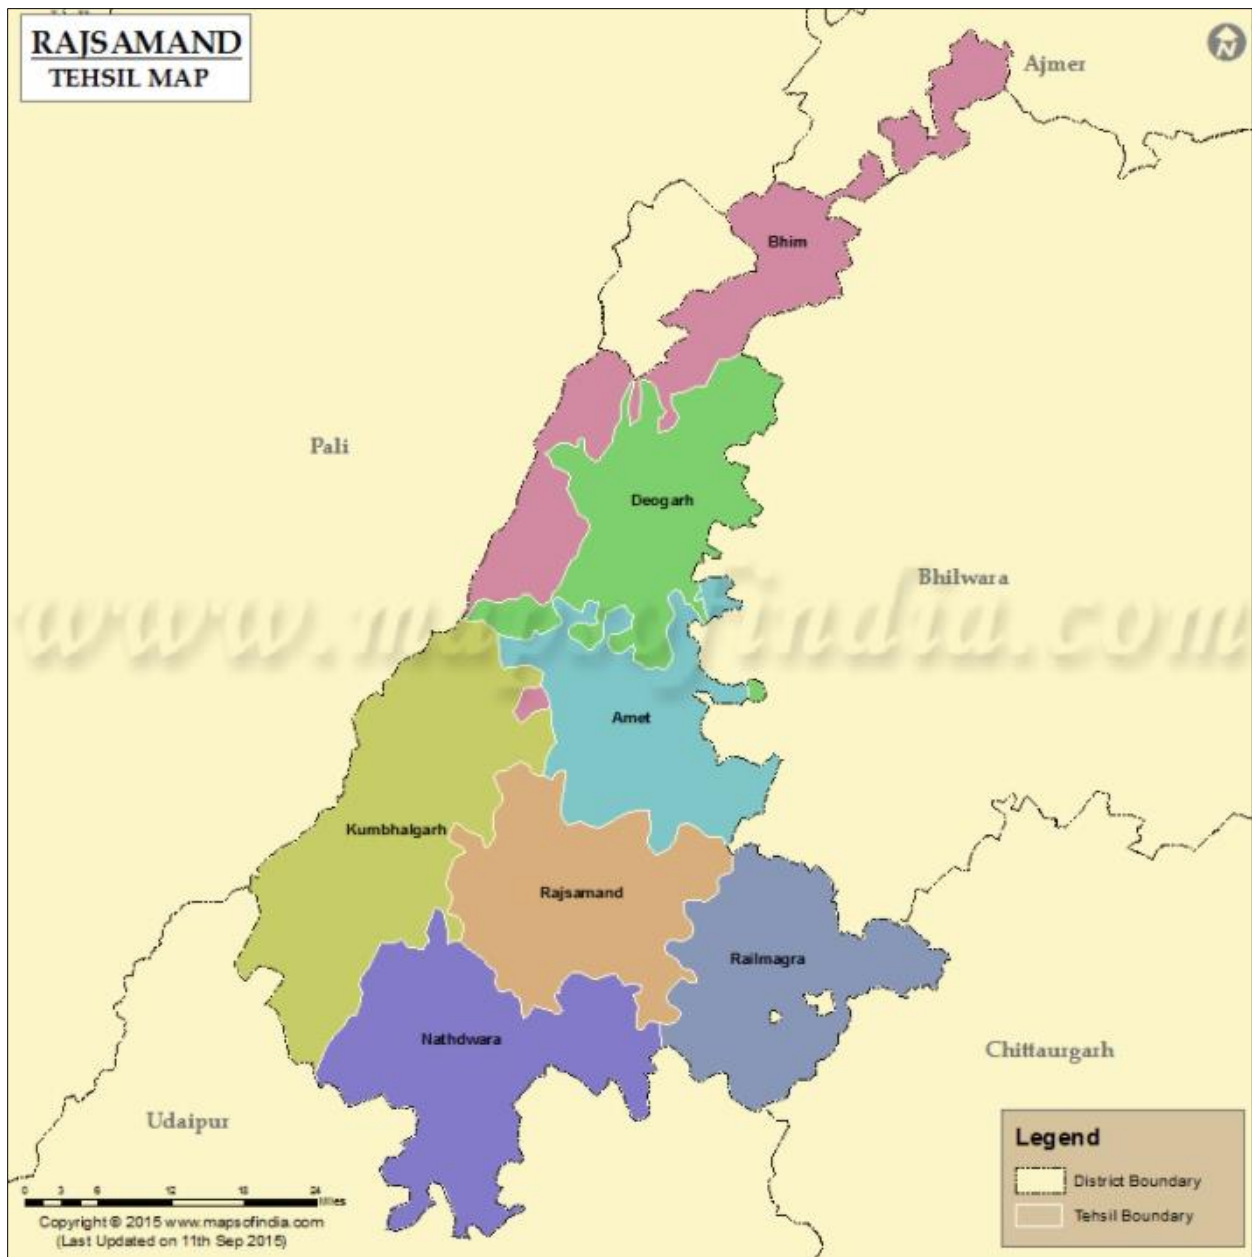 RAJSAMAND
TEHSIL MAP
N
Ajmer
Bhim
Pali
Deogarh
Bhilwara
www.mapsofindia.com
Amet
Kumbhalgarh
Rajsamand
Railmagra
Nathdwara
Chittaurgarh
Udaipur
Legend
District Boundary
Tehsil Boundary
0 3 6 12 18 24 Miles
Copyright © 2015 www.mapsofindia.com
(Last Updated on 11th Sep 2015)